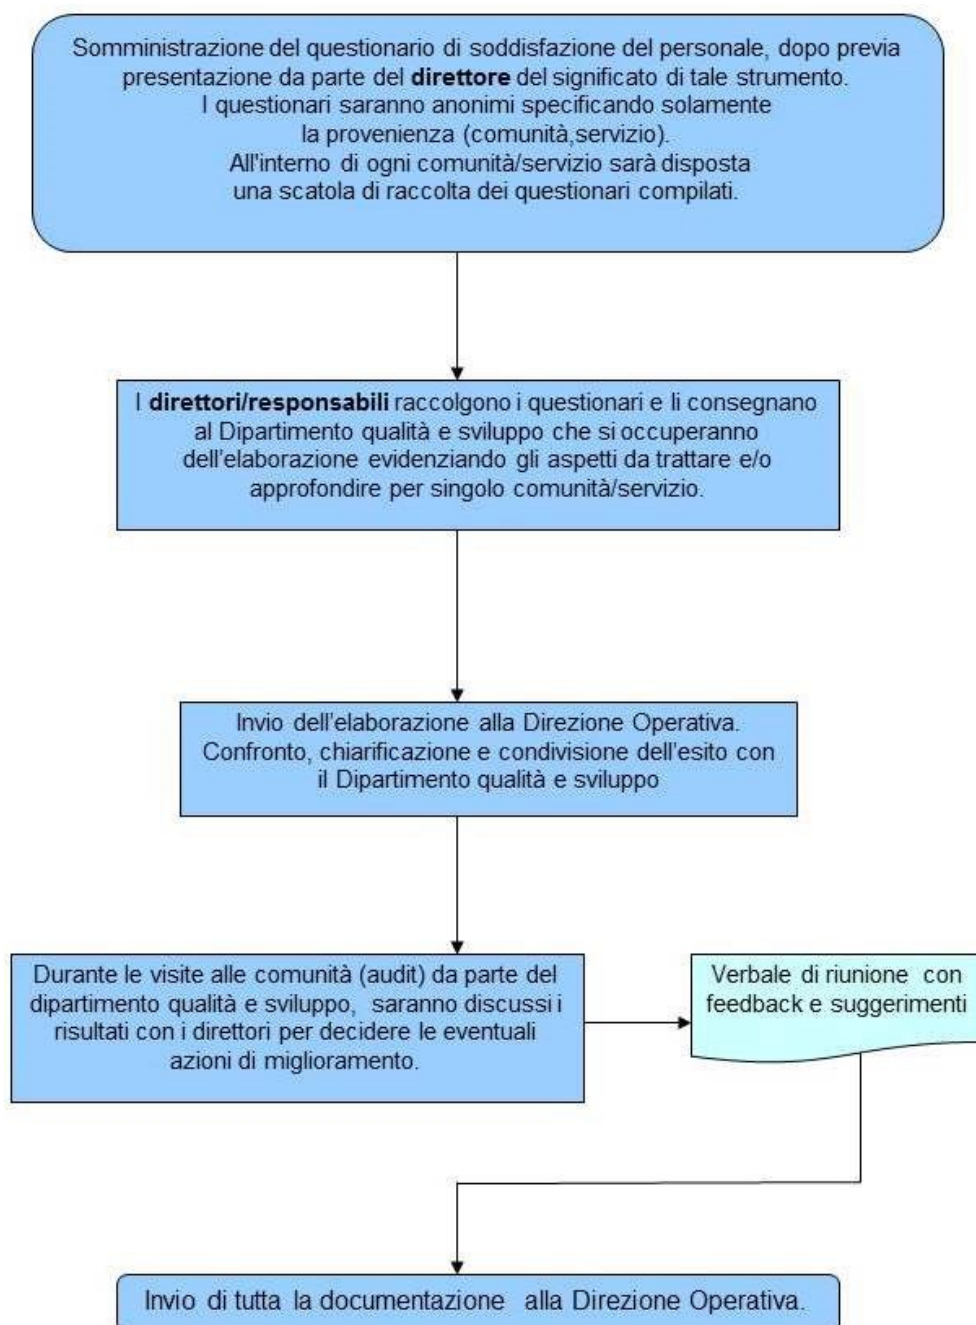 Somministrazione del questionario di soddisfazione del personale, dopo previa
presentazione da parte del direttore del significato di tale strumento.
I questionari saranno anonimi specificando solamente
la provenienza (comunità,servizio).
All'interno di ogni comunità/servizio sarà disposta
una scatola di raccolta dei questionari compilati.
I direttori/responsabili raccolgono i questionari e li consegnano
al Dipartimento qualità e sviluppo che si occuperanno
dell'elaborazione evidenziando gli aspetti da trattare e/o
approfondire per singolo comunità/servizio.
Invio dell'elaborazione alla Direzione Operativa.
Confronto, chiarificazione e condivisione dell'esito con
il Dipartimento qualità e sviluppo
Durante le visite alle comunità (audit) da parte del
dipartimento qualità e sviluppo, saranno discussi i
risultati con i direttori per decidere le eventuali
azioni di miglioramento.
Verbale di riunione con
feedback e suggerimenti
Invio di tutta la documentazione alla Direzione Operativa.